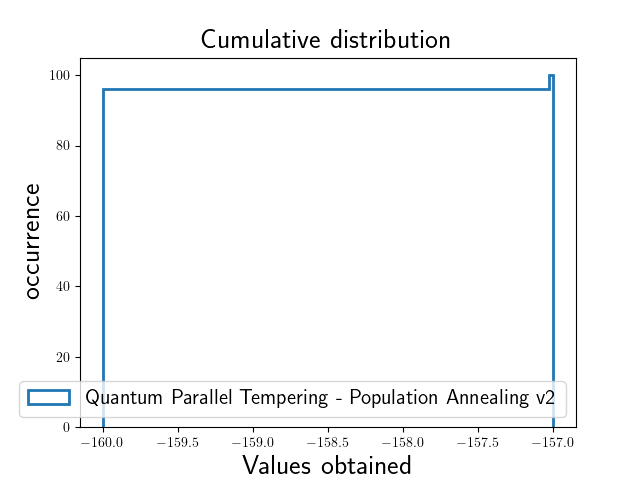 Cumulative distribution
occurrence
100
80
60
40
20
0
Quantum Parallel Tempering - Population Annealing v2
−160.0 −159.5 −159.0 −158.5 −158.0 −157.5 −157.0
Values obtained